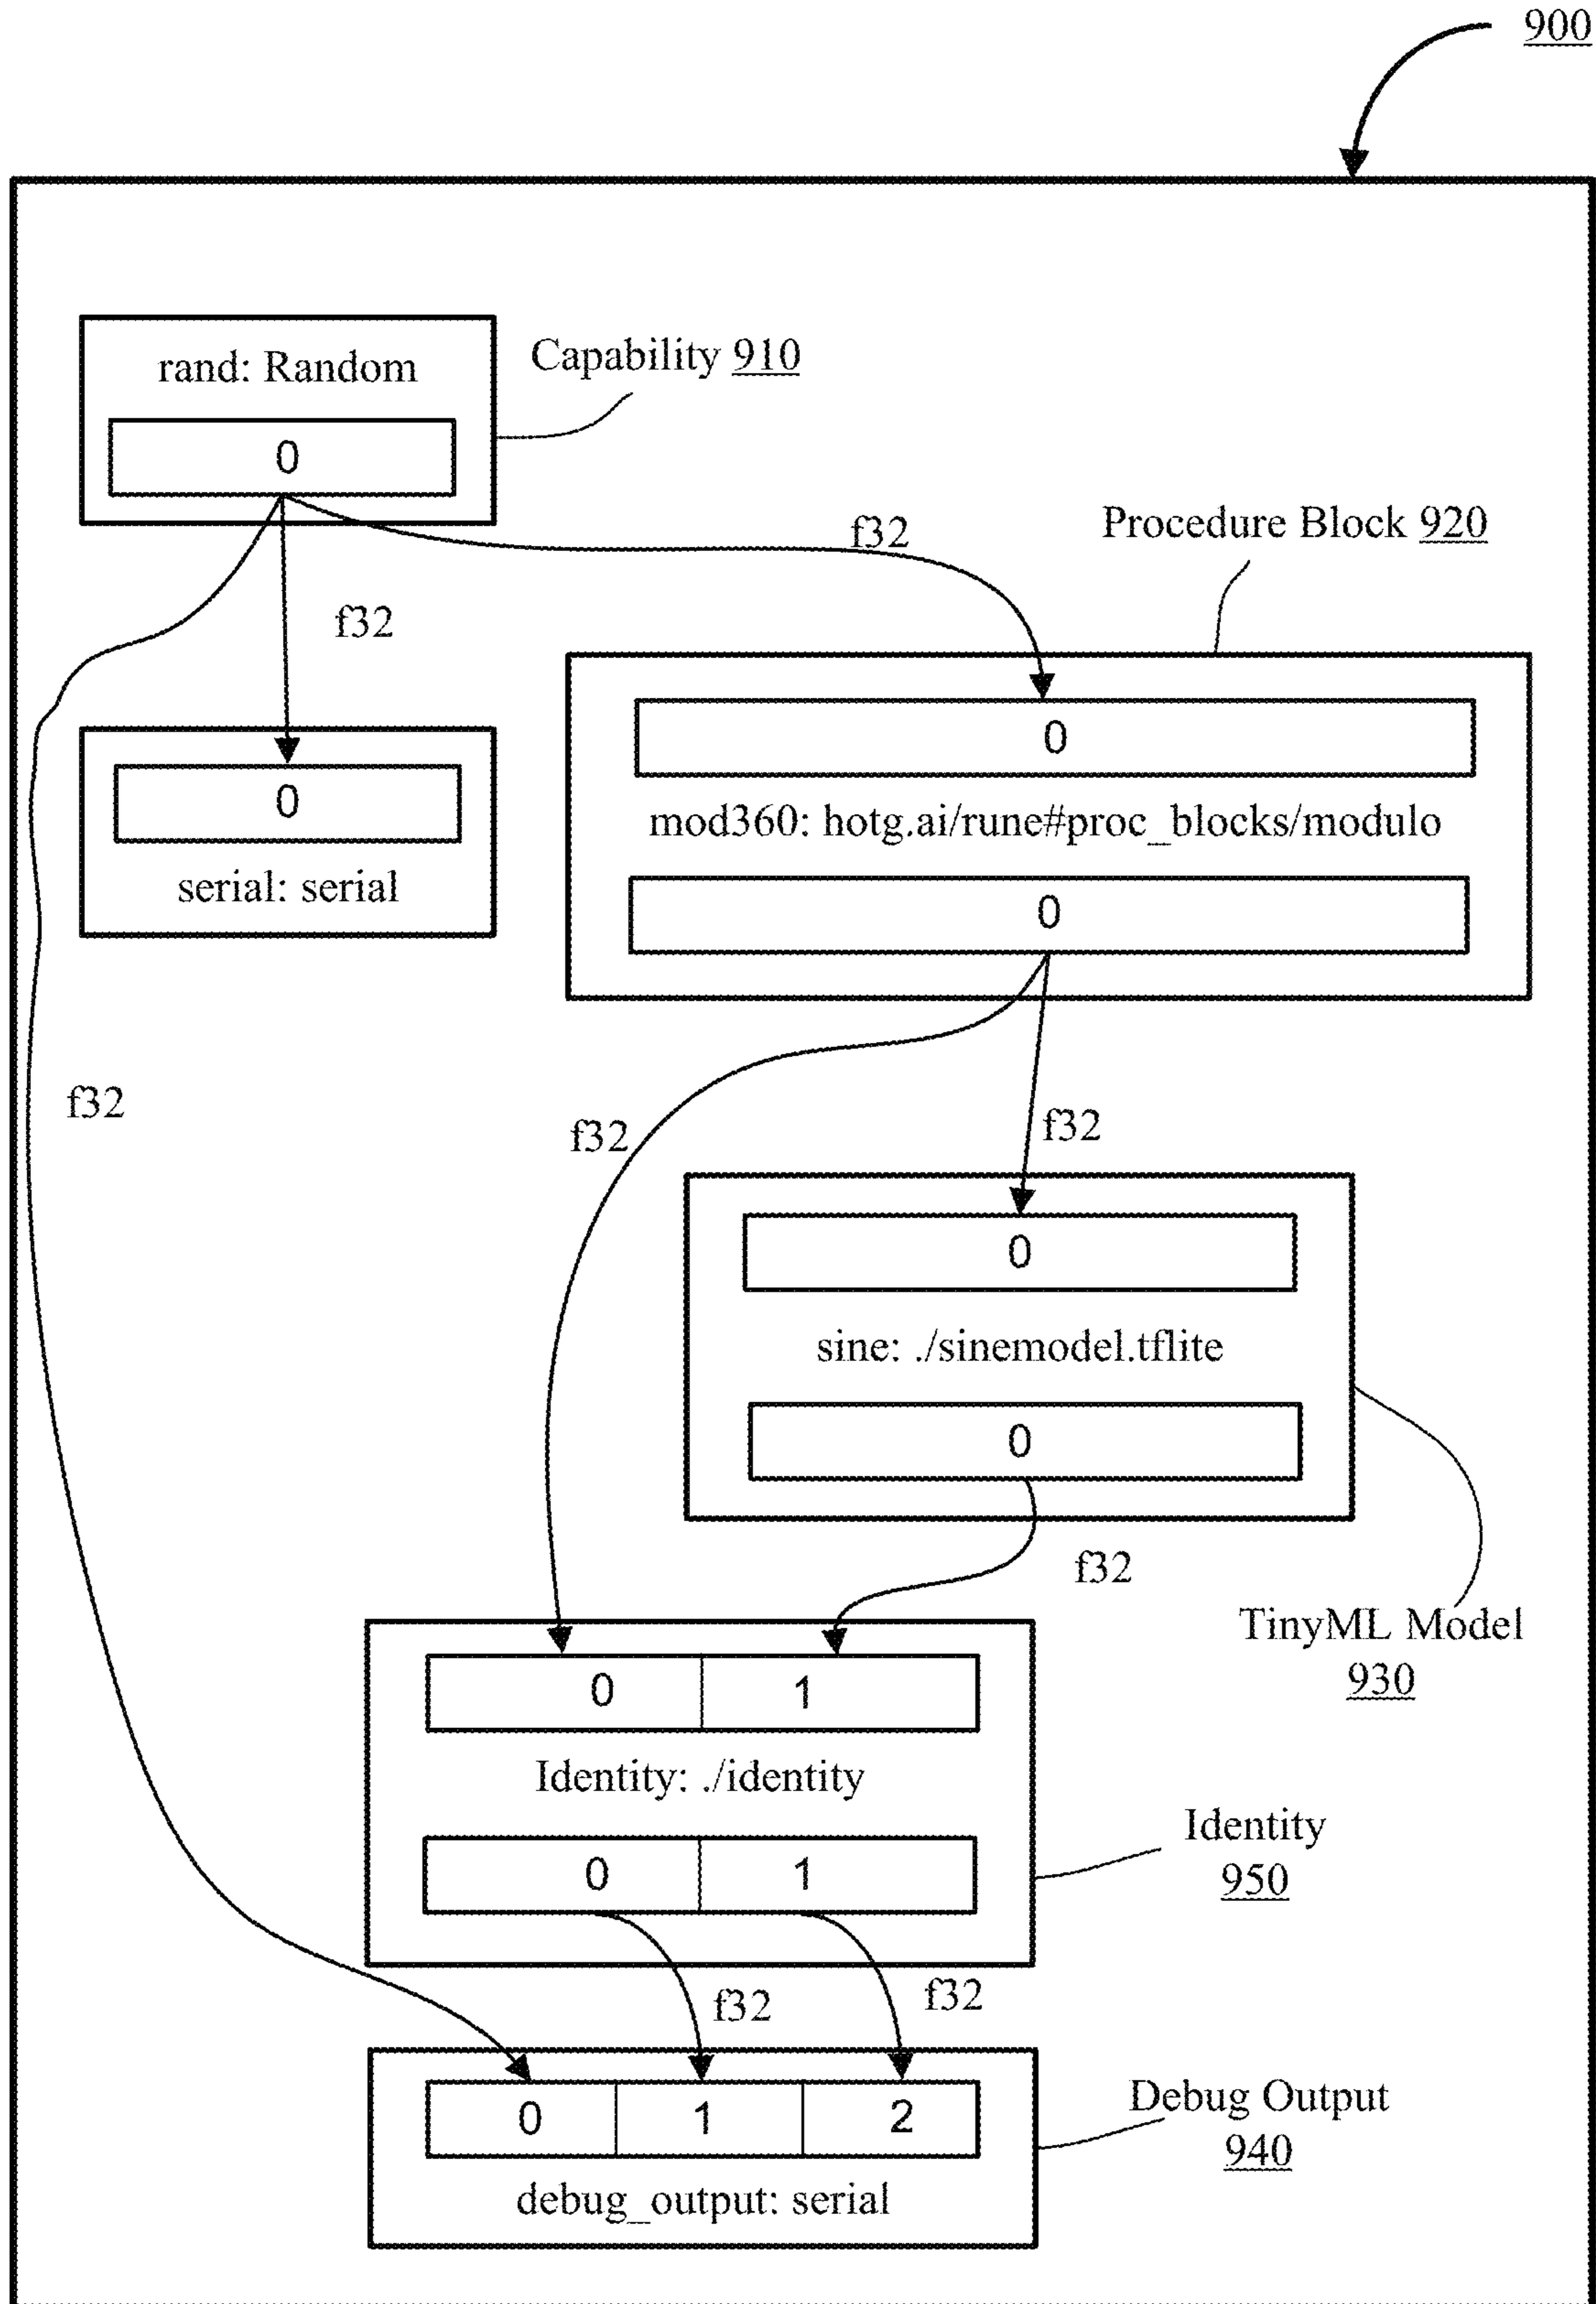 900
rand: Random
Capability 910
0
f32
Procedure Block 920
f32
0
0
mod360: hotg.ai/rune#proc_blocks/modulo
serial: serial
0
f32
f32
f32
0
sine: ./sinemodel.tflite
0
f32
TinyML Model
930
0 1
Identity: ./identity
Identity
950
0 1
f32
f32
Debug Output
940
0 1 2
debug_output: serial